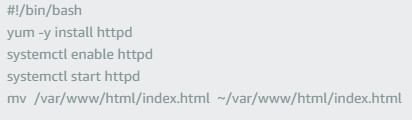 #!/bin/bash
yum -y install httpd
systemctl enable httpd
systemctl start httpd
mv /var/www/html/index.html ~/var/www/html/index.html